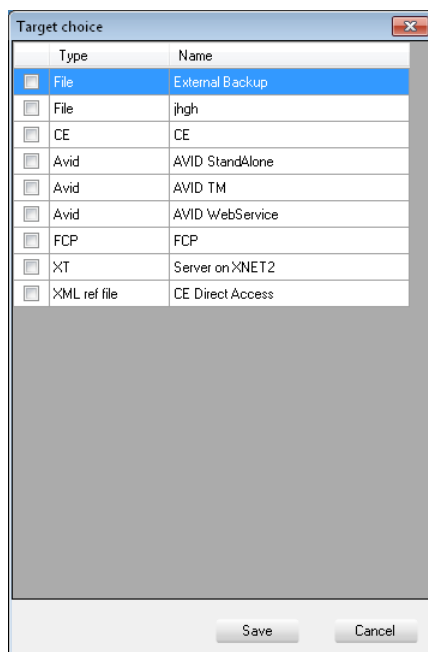 Target choice
Type Name
File External Backup
File jhgh
CE CE
Avid AVID StandAlone
Avid AVID TM
Avid AVID WebService
FCP FCP
XT Server on XNET2
XML ref file CE Direct Access
Save Cancel